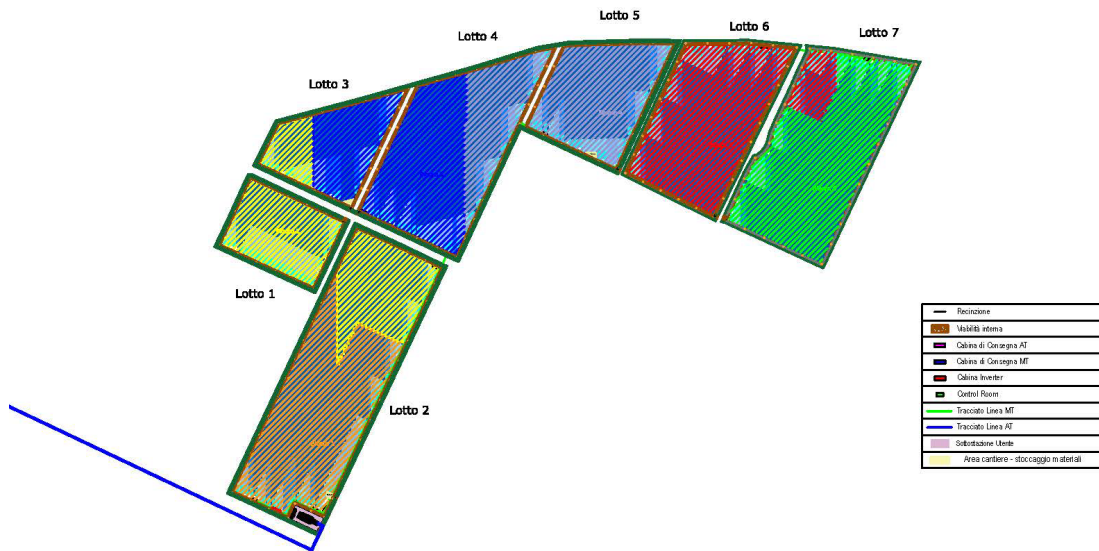 Lotto 5
Lotto 6
Lotto 7
Lotto 4
Lotto 3
Lotto 1
Lotto 2
Recinzione
Viabilità interna
Cabina di Consegna AT
Cabina di Consegna MT
Cabina Inverter
Control Room
Tracciato Linea MT
Tracciato Linea AT
Sottostazione Utente
Area cantiere - stoccaggio materiali